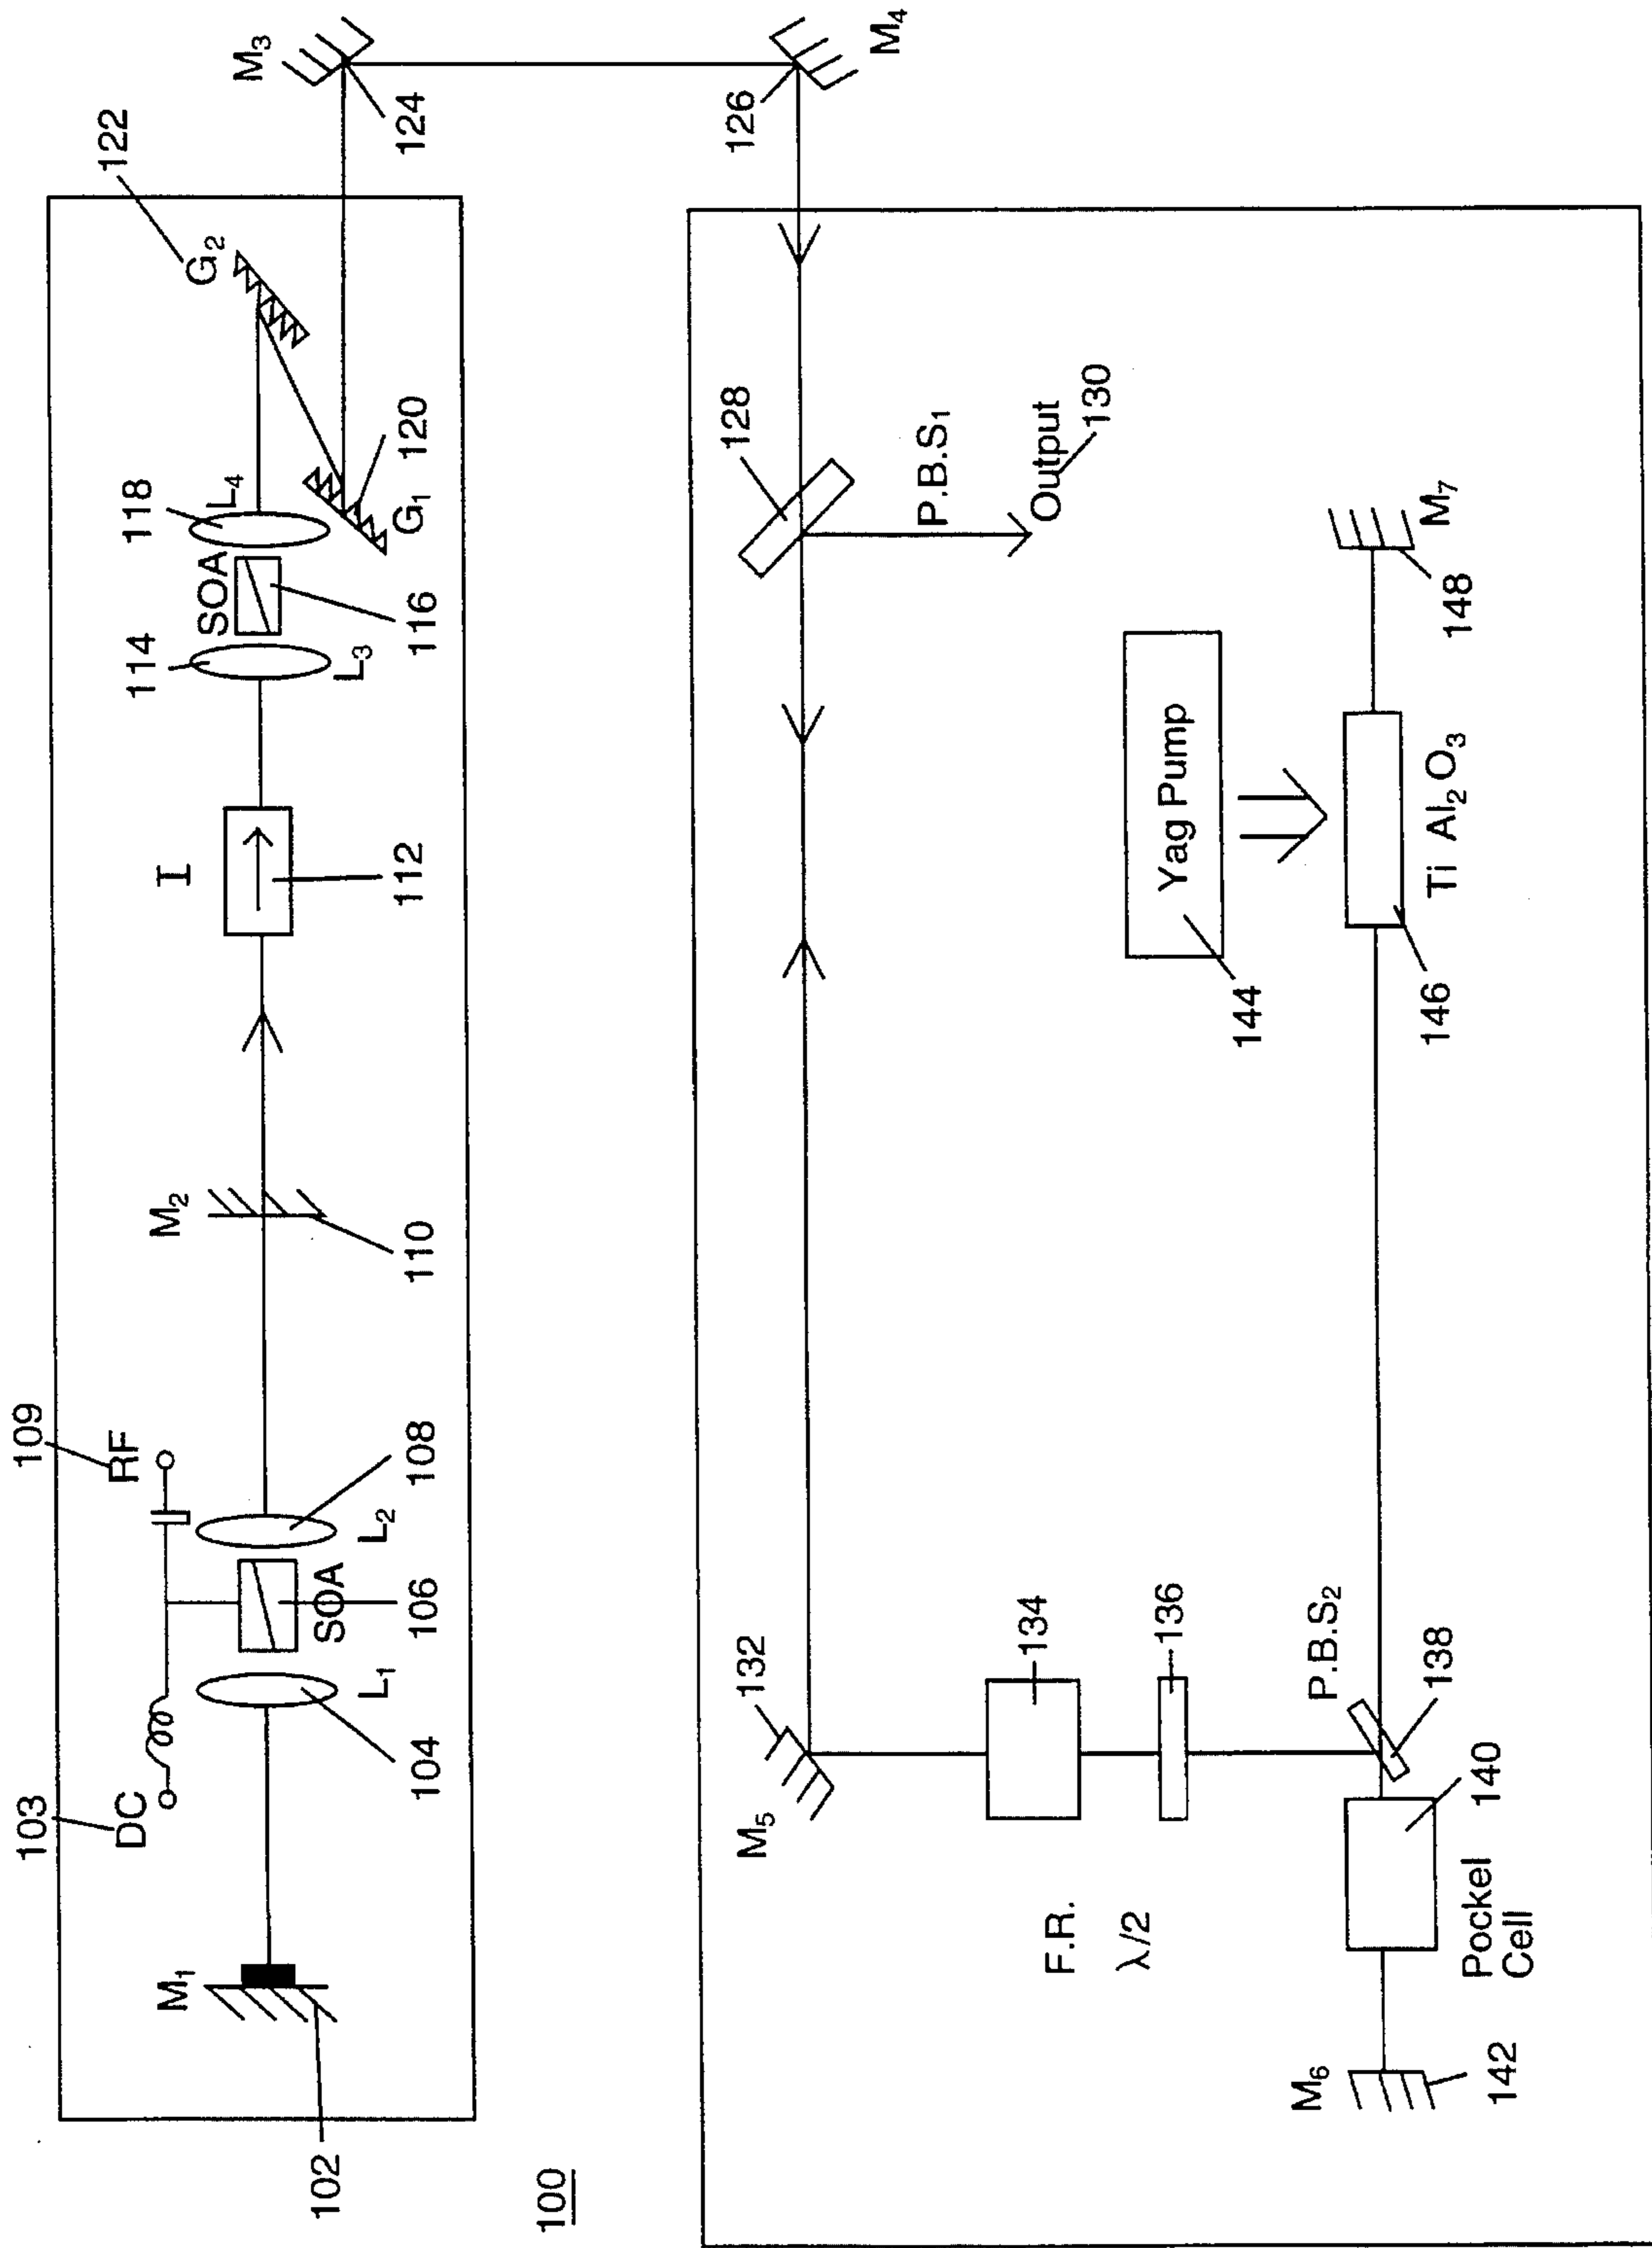 109
103
RF
DC
M₁
SOA
L₁
L₂
102
104
106
108
M₂
110
I
112
114
SOA
118
L₄
L₃
116
122
G₂
120
G₁
M₃
124
126
M₄
100
128
P.B.S₁
Output
130
132
M₅
134
136
F.R.
λ/2
P.B.S₂
138
140
Pockel
Cell
M₆
142
Yag Pump
144
146
Ti Al₂O₃
148
M₇